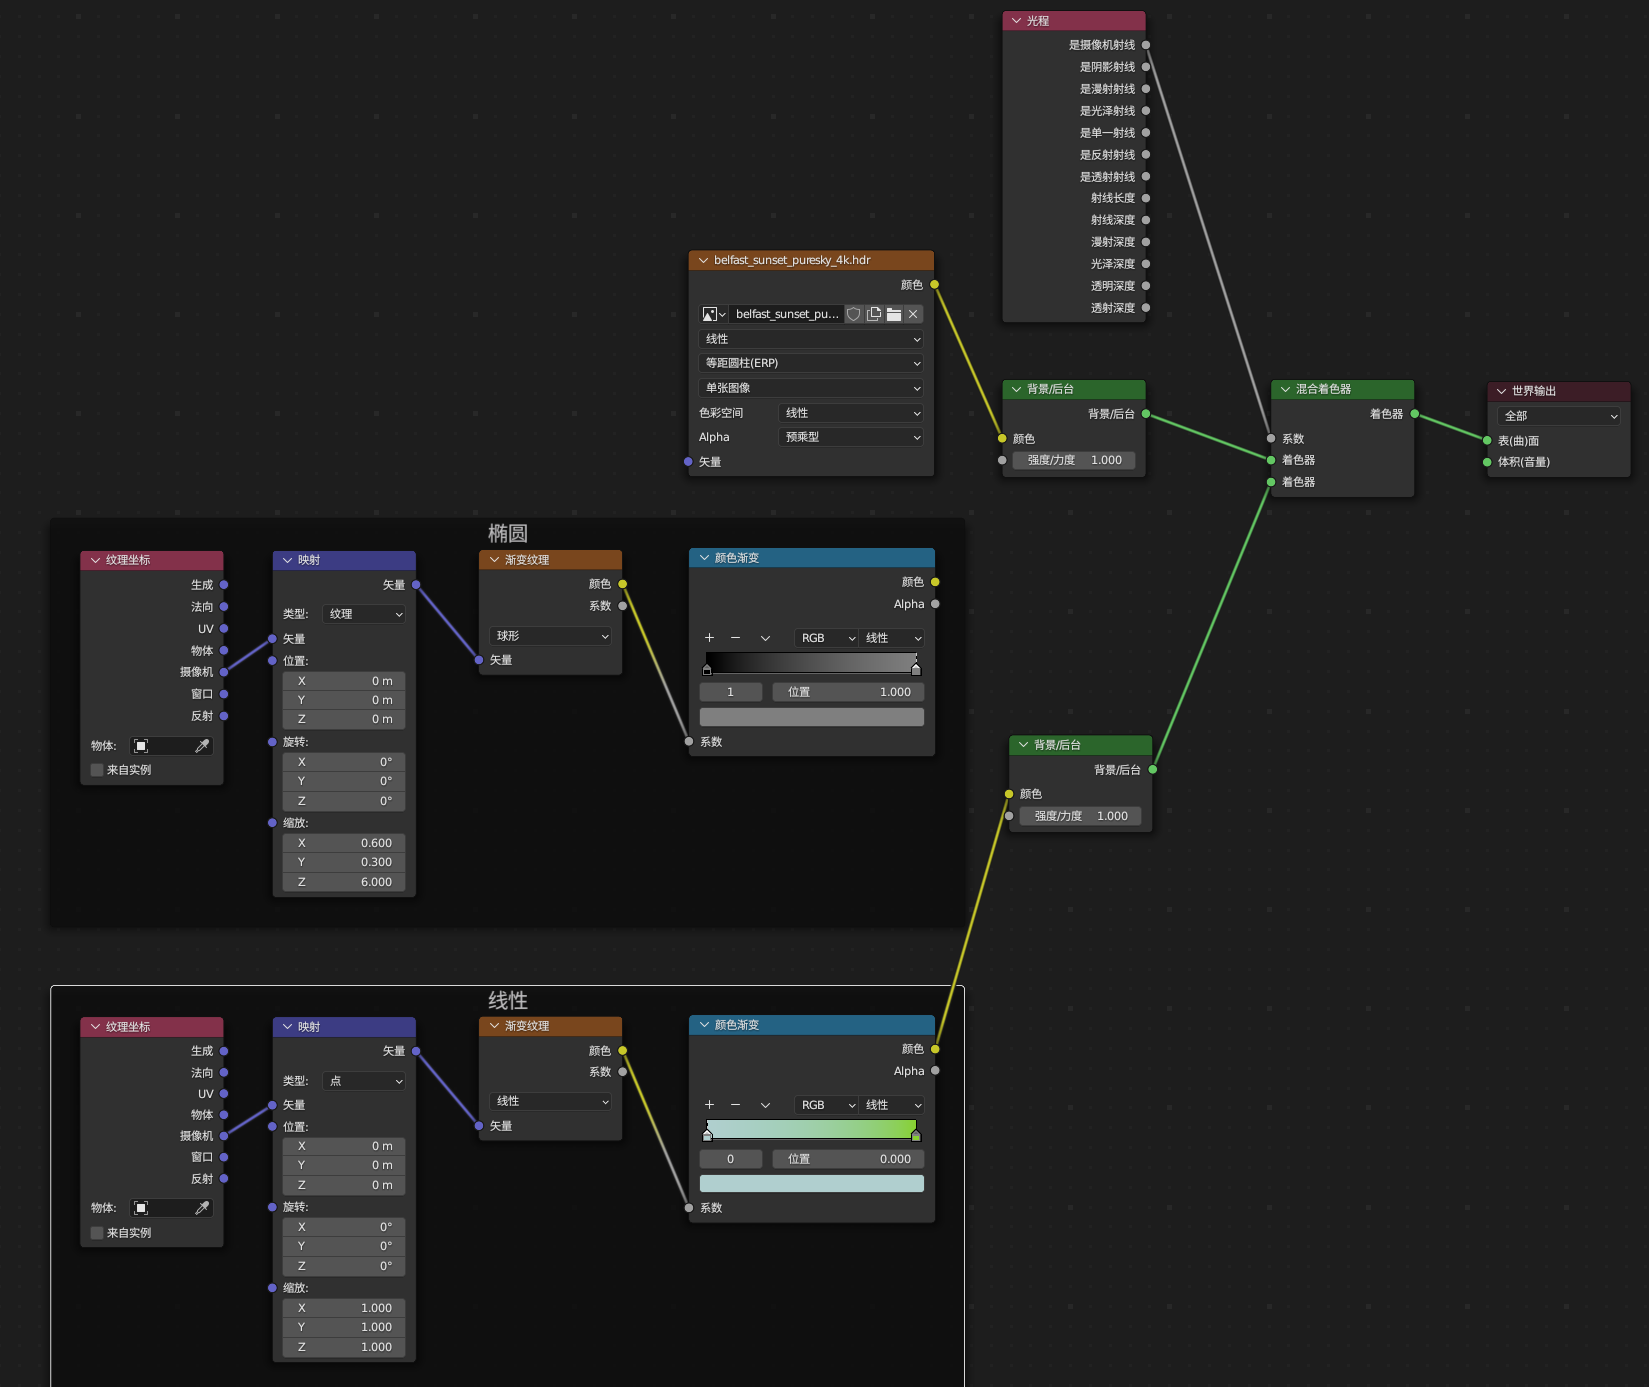 光程
是摄像机射线
是阴影射线
是漫射射线
是光泽射线
是单一射线
是反射射线
是透射射线
射线长度
射线深度
漫射深度
光泽深度
透明深度
透射深度
belfast_sunset_puresky_4k.hdr
颜色
belfast_sunset_pu...
线性
等距圆柱(ERP)
单张图像
色彩空间 线性
Alpha 预乘型
矢量
背景/后台
背景/后台
颜色
强度/力度 1.000
混合着色器
着色器
系数
着色器
着色器
世界输出
全部
表(曲)面
体积(音量)
椭圆
纹理坐标
生成
法向
UV
物体
摄像机
窗口
反射
物体:
来自实例
映射
矢量
类型: 纹理
矢量
位置:
X 0 m
Y 0 m
Z 0 m
旋转:
X 0°
Y 0°
Z 0°
缩放:
X 0.600
Y 0.300
Z 6.000
渐变纹理
颜色
系数
球形
矢量
颜色渐变
颜色
Alpha
+ − RGB 线性
1 位置 1.000
系数
背景/后台
背景/后台
颜色
强度/力度 1.000
线性
纹理坐标
生成
法向
UV
物体
摄像机
窗口
反射
物体:
来自实例
映射
矢量
类型: 点
矢量
位置:
X 0 m
Y 0 m
Z 0 m
旋转:
X 0°
Y 0°
Z 0°
缩放:
X 1.000
Y 1.000
Z 1.000
渐变纹理
颜色
系数
线性
矢量
颜色渐变
颜色
Alpha
+ − RGB 线性
0 位置 0.000
系数